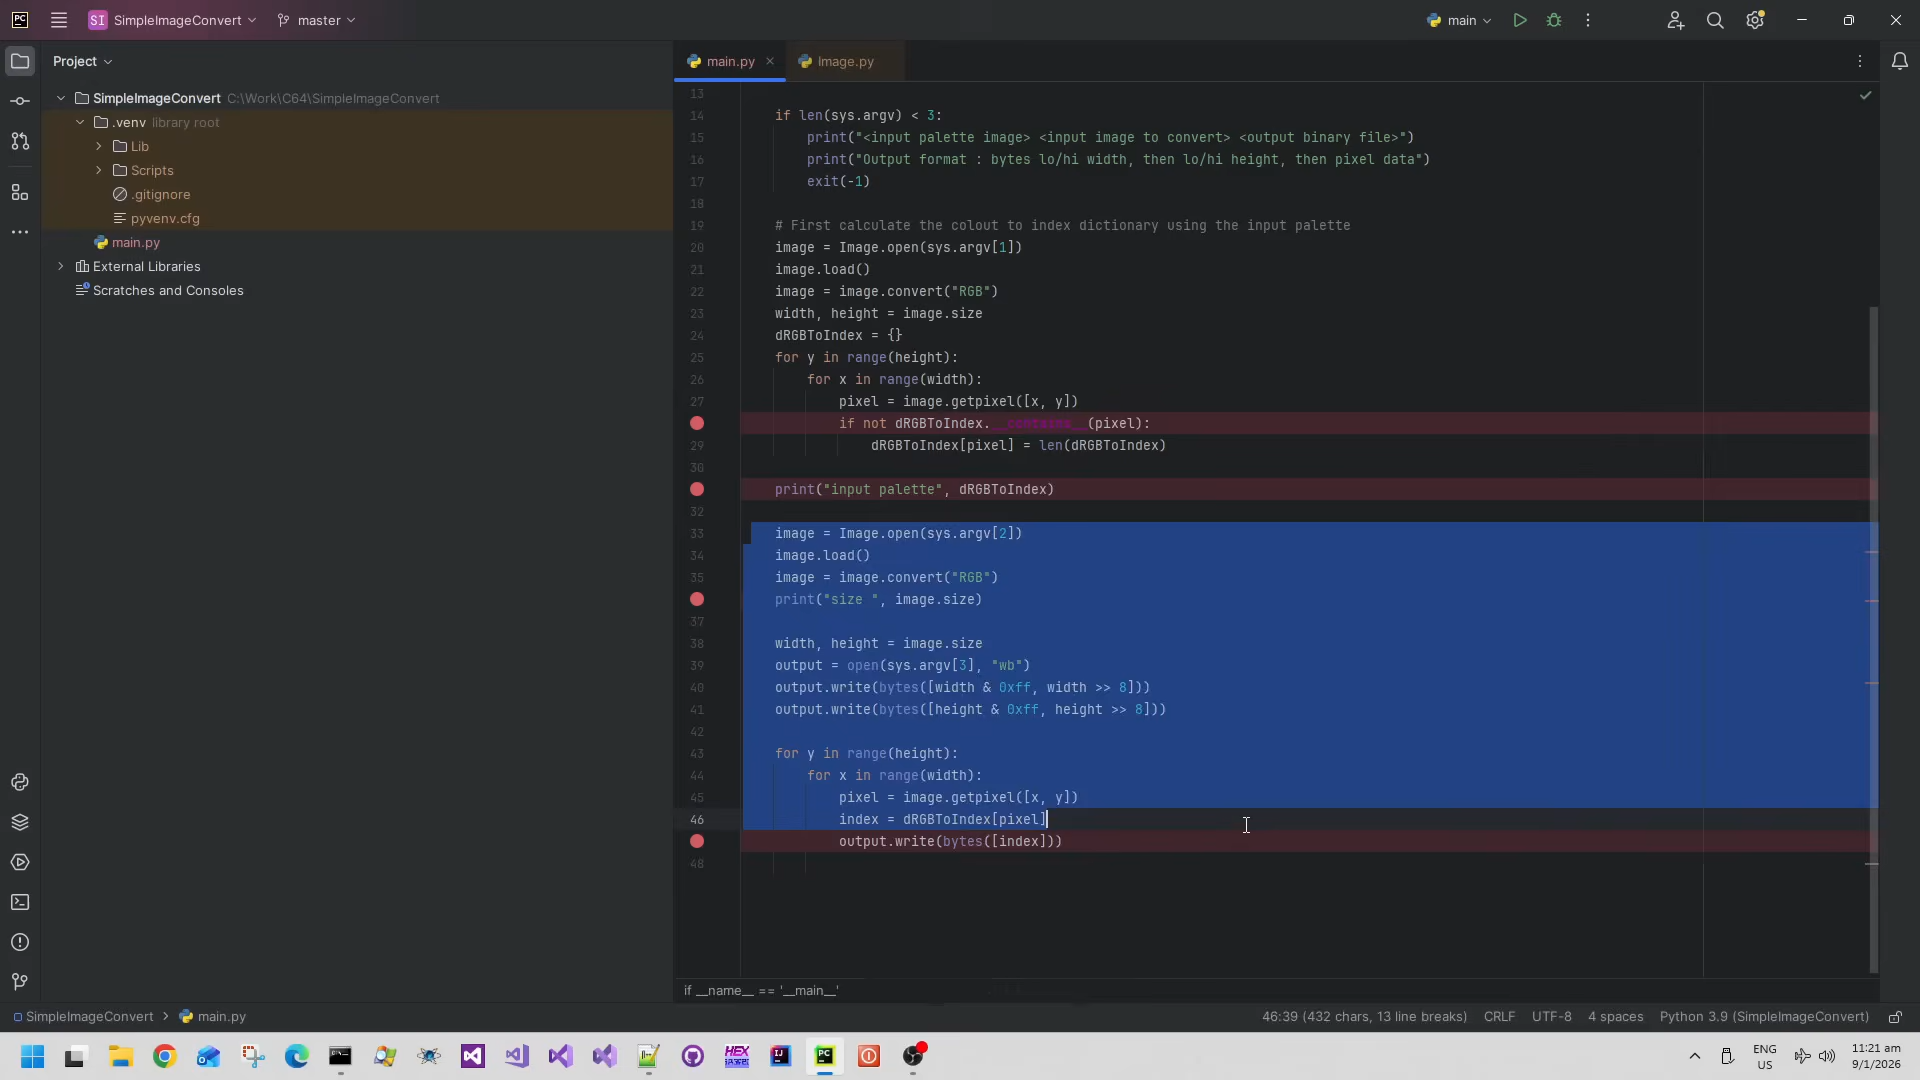 PC
SI SimpleImageConvert
master
main
Project
main.py
Image.py
SimpleImageConvert C:\Work\C64\SimpleImageConvert
.venv library root
Lib
Scripts
.gitignore
pyvenv.cfg
main.py
External Libraries
Scratches and Consoles
13
14 if len(sys.argv) < 3:
15 print("<input palette image> <input image to convert> <output binary file>")
16 print("Output format : bytes lo/hi width, then lo/hi height, then pixel data")
17 exit(-1)
18
19 # First calculate the colout to index dictionary using the input palette
20 image = Image.open(sys.argv[1])
21 image.load()
22 image = image.convert("RGB")
23 width, height = image.size
24 dRGBToIndex = {}
25 for y in range(height):
26 for x in range(width):
27 pixel = image.getpixel([x, y])
if not dRGBToIndex.__contains__(pixel):
29 dRGBToIndex[pixel] = len(dRGBToIndex)
30
print("input palette", dRGBToIndex)
32
33 image = Image.open(sys.argv[2])
34 image.load()
35 image = image.convert("RGB")
print("size ", image.size)
37
38 width, height = image.size
39 output = open(sys.argv[3], "wb")
40 output.write(bytes([width & 0xff, width >> 8]))
41 output.write(bytes([height & 0xff, height >> 8]))
42
43 for y in range(height):
44 for x in range(width):
45 pixel = image.getpixel([x, y])
46 index = dRGBToIndex[pixel]
output.write(bytes([index]))
48
if __name__ == '__main__'
SimpleImageConvert > main.py
46:39 (432 chars, 13 line breaks) CRLF UTF-8 4 spaces Python 3.9 (SimpleImageConvert)
HEX
IJ
PC
ENG
US
11:21 am
9/1/2026